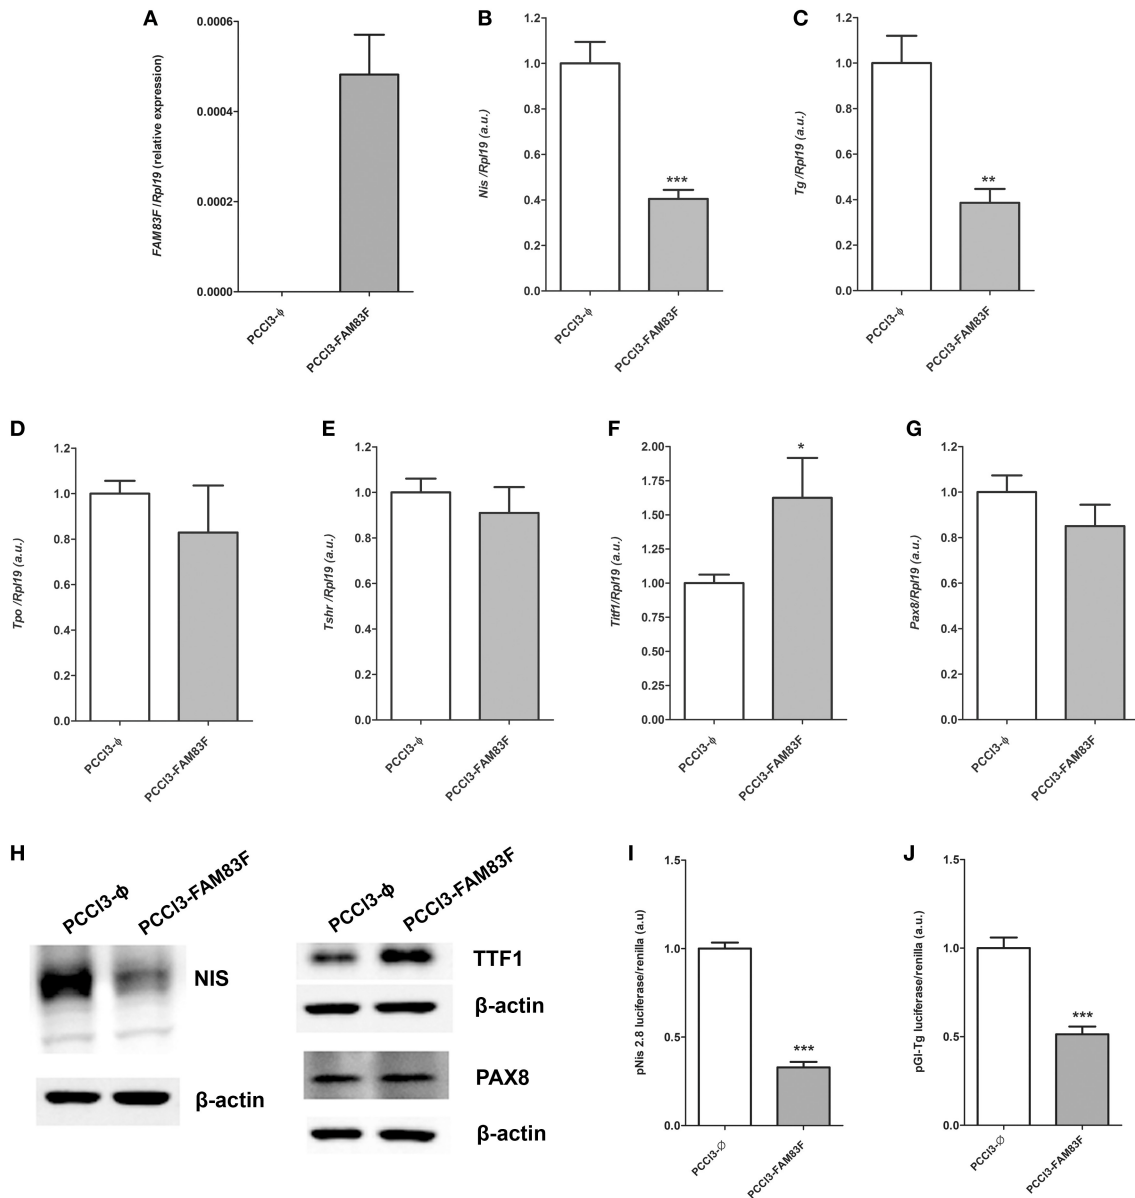 A
FAM83F/Rpl19 (relative expression)
0.0006
0.0004
0.0002
0.0000
PCCl3-ϕ
PCCl3-FAM83F
B
Nis /Rpl19 (a.u.)
1.2
1.0
0.8
0.6
0.4
0.2
0.0
***
PCCl3-ϕ
PCCl3-FAM83F
C
Tg /Rpl19 (a.u.)
1.2
1.0
0.8
0.6
0.4
0.2
0.0
**
PCCl3-ϕ
PCCl3-FAM83F
D
Tpo /Rpl19 (a.u.)
1.2
1.0
0.8
0.6
0.4
0.2
0.0
PCCl3-ϕ
PCCl3-FAM83F
E
Tshr /Rpl19 (a.u.)
1.2
1.0
0.8
0.6
0.4
0.2
0.0
PCCl3-ϕ
PCCl3-FAM83F
F
Titf1/Rpl19 (a.u.)
2.00
1.75
1.50
1.25
1.00
0.75
0.50
0.25
0.00
*
PCCl3-ϕ
PCCl3-FAM83F
G
Pax8/Rpl19 (a.u.)
1.2
1.0
0.8
0.6
0.4
0.2
0.0
PCCl3-ϕ
PCCl3-FAM83F
H
PCCl3-ϕ
PCCl3-FAM83F
NIS
β-actin
PCCl3-ϕ
PCCl3-FAM83F
TTF1
β-actin
PAX8
β-actin
I
pNis 2.8 luciferase/renilla (a.u)
1.5
1.0
0.5
0.0
***
PCCl3-∅
PCCl3-FAM83F
J
pGl-Tg luciferase/renilla (a.u.)
1.5
1.0
0.5
0.0
***
PCCl3-∅
PCCl3-FAM83F